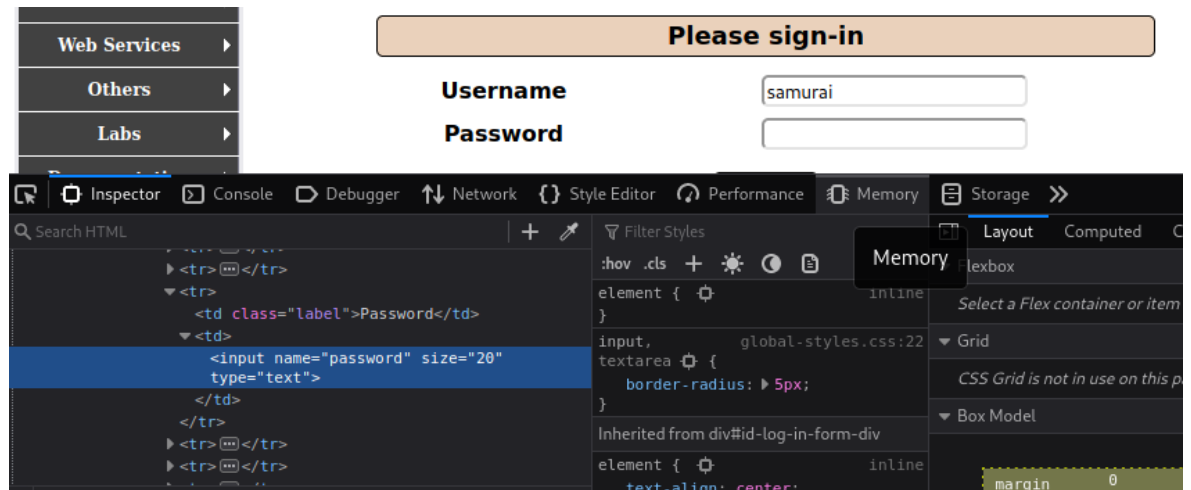 Web Services
Others
Labs
Please sign-in
Username
samurai
Password
Inspector Console Debugger Network {} Style Editor Performance Memory Storage
Search HTML
<tr></tr>
<tr>
<td class="label">Password</td>
<td>
<input name="password" size="20"
type="text">
</td>
</tr>
<tr></tr>
<tr></tr>
Filter Styles
:hov .cls
Memory
element {
inline
}
input, global-styles.css:22
textarea {
border-radius: 5px;
}
Inherited from div#id-log-in-form-div
element {
inline
text-align: center;
Layout Computed
Flexbox
Select a Flex container or item
Grid
CSS Grid is not in use on this
Box Model
margin 0